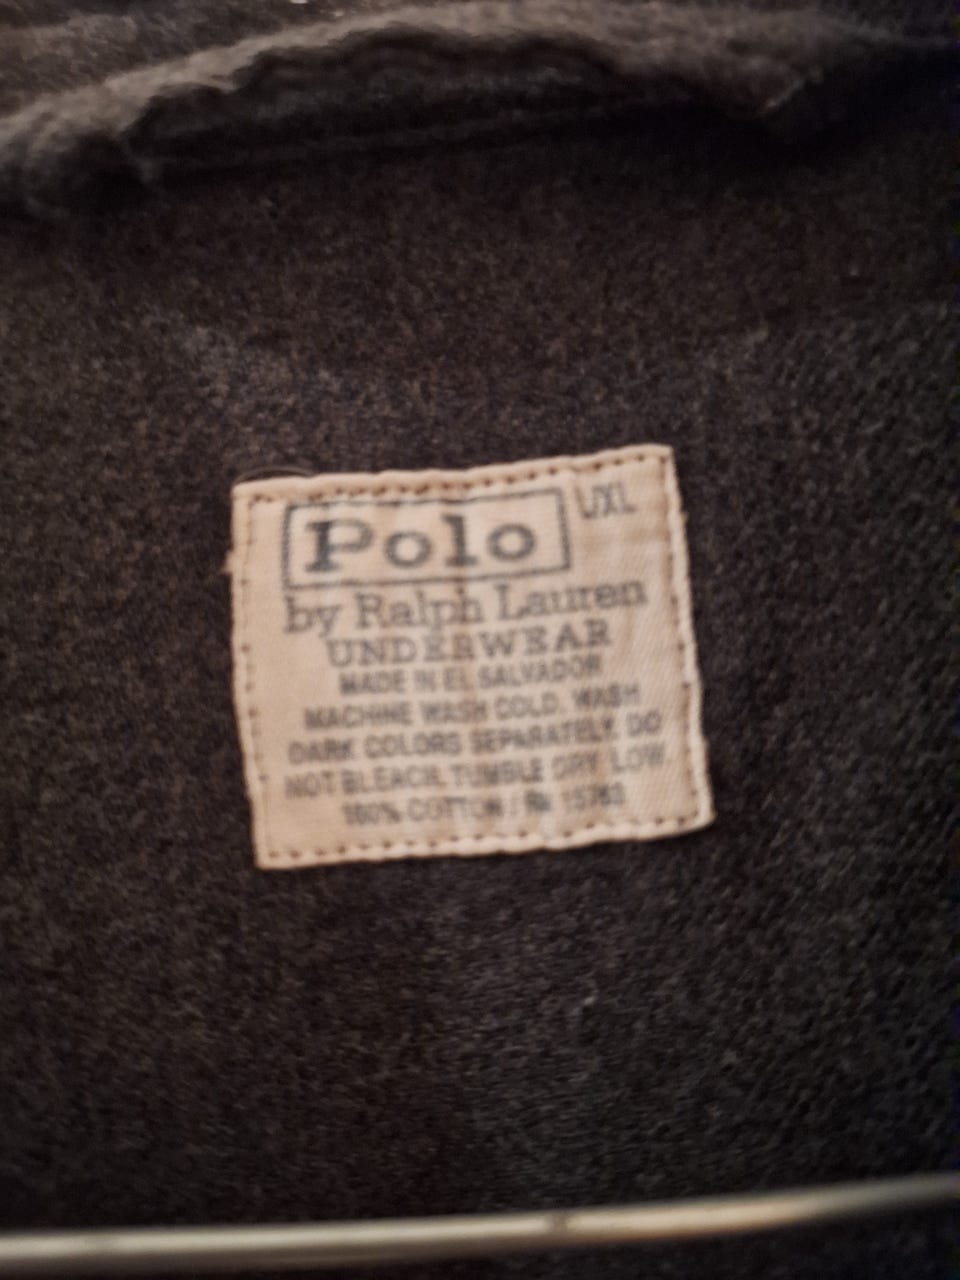 Polo L/XL
by Ralph Lauren
UNDERWEAR
MADE IN EL SALVADOR
MACHINE WASH COLD. WASH
DARK COLORS SEPARATELY. DO
NOT BLEACH. TUMBLE DRY LOW.
100% COTTON / RN